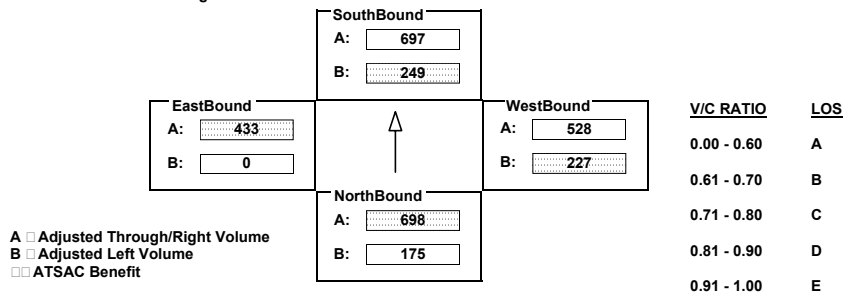 SouthBound
A: 697
B: 249
EastBound
A: 433
B: 0
WestBound
A: 528
B: 227
NorthBound
A: 698
B: 175
A □ Adjusted Through/Right Volume
B □ Adjusted Left Volume
□□ ATSAC Benefit
V/C RATIO LOS
0.00 - 0.60 A
0.61 - 0.70 B
0.71 - 0.80 C
0.81 - 0.90 D
0.91 - 1.00 E